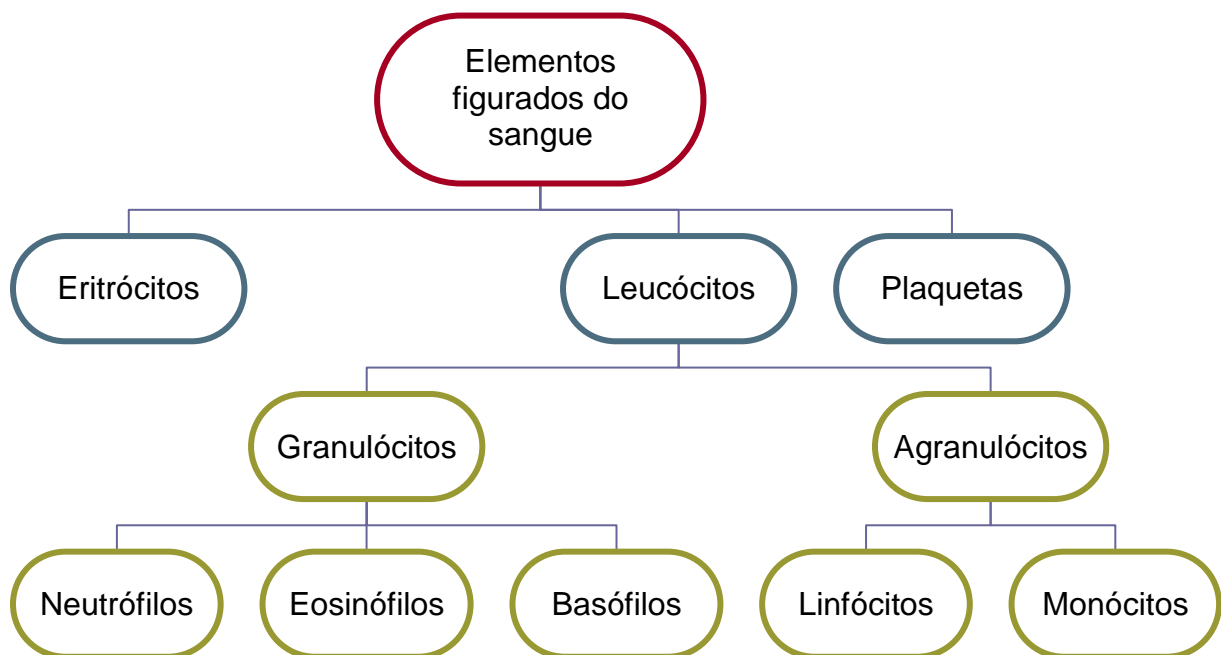 Elementos
figurados do
sangue
Eritrócitos
Leucócitos
Plaquetas
Granulócitos
Agranulócitos
Neutrófilos
Eosinófilos
Basófilos
Linfócitos
Monócitos